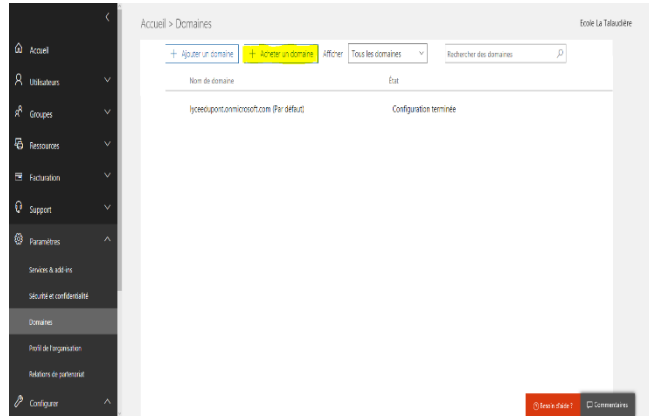 Accueil > Domaines
Ecole La Talaudière
Accueil
Utilisateurs
Groupes
Ressources
Facturation
Support
Paramètres
Services & add-ins
Sécurité et confidentialité
Domaines
Profil de l'organisation
Relations de partenariat
Configurer
+ Ajouter un domaine + Acheter un domaine Afficher Tous les domaines Rechercher des domaines
Nom de domaine État
lyceedupont.onmicrosoft.com (Par défaut) Configuration terminée
Besoin d'aide ? Commentaires